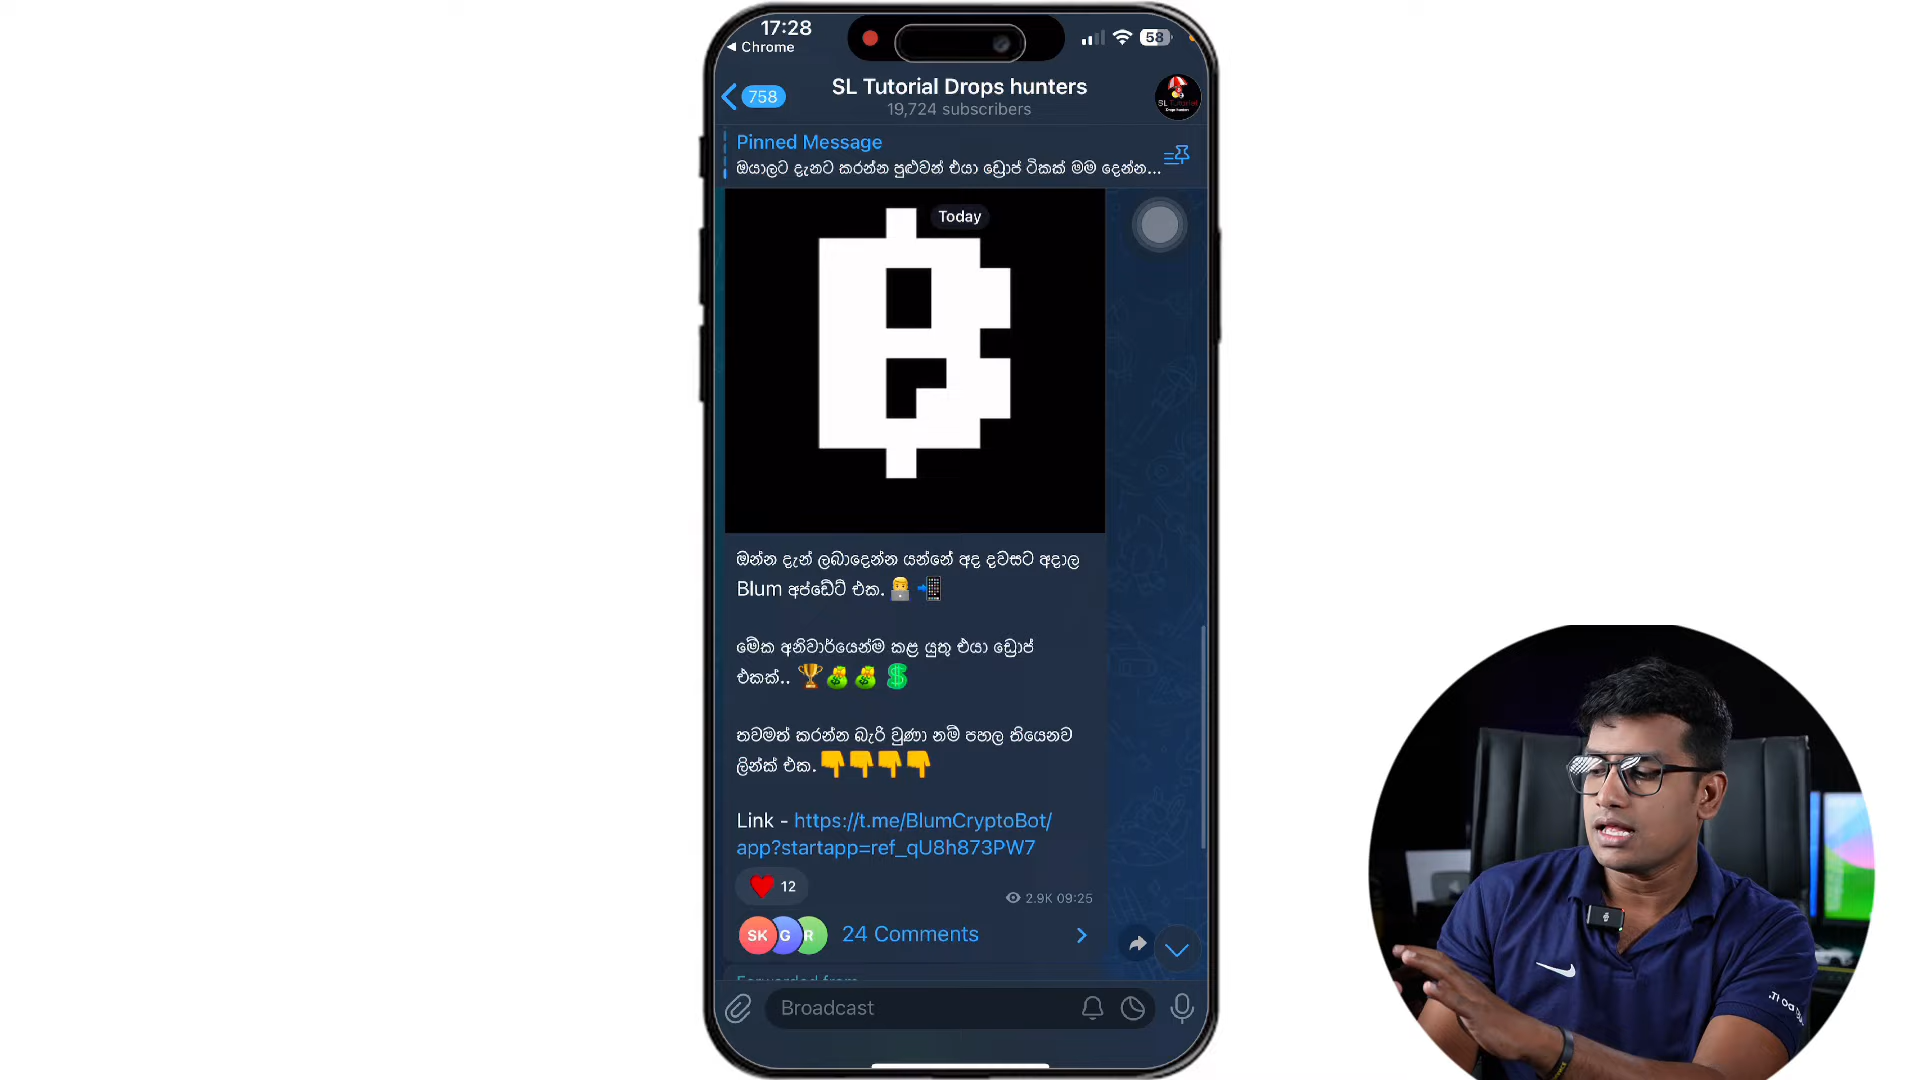 17:28
58
Chrome
758
SL Tutorial Drops hunters
19,724 subscribers
Pinned Message
ඔයාලට දැනට කරන්න පුළුවන් එයා ඩ්‍රොප් ටිකක් මම දෙන්න...
Today
ඔන්න දැන් ලබාදෙන්න යන්නේ අද දවසට අදාල
Blum අප්ඩේට් එක. 👨‍💻 📲
මේක අනිවාර්යෙන්ම කළ යුතු එයා ඩ්‍රොප්
එකක්.. 🏆💰💰💲
තවමත් කරන්න බැරි වුණා නම් පහල තියෙනව
ලින්ක් එක.👇👇👇👇
Link - https://t.me/BlumCryptoBot/
app?startapp=ref_qU8h873PW7
❤ 12
2.9K 09:25
SK G R 24 Comments
Broadcast